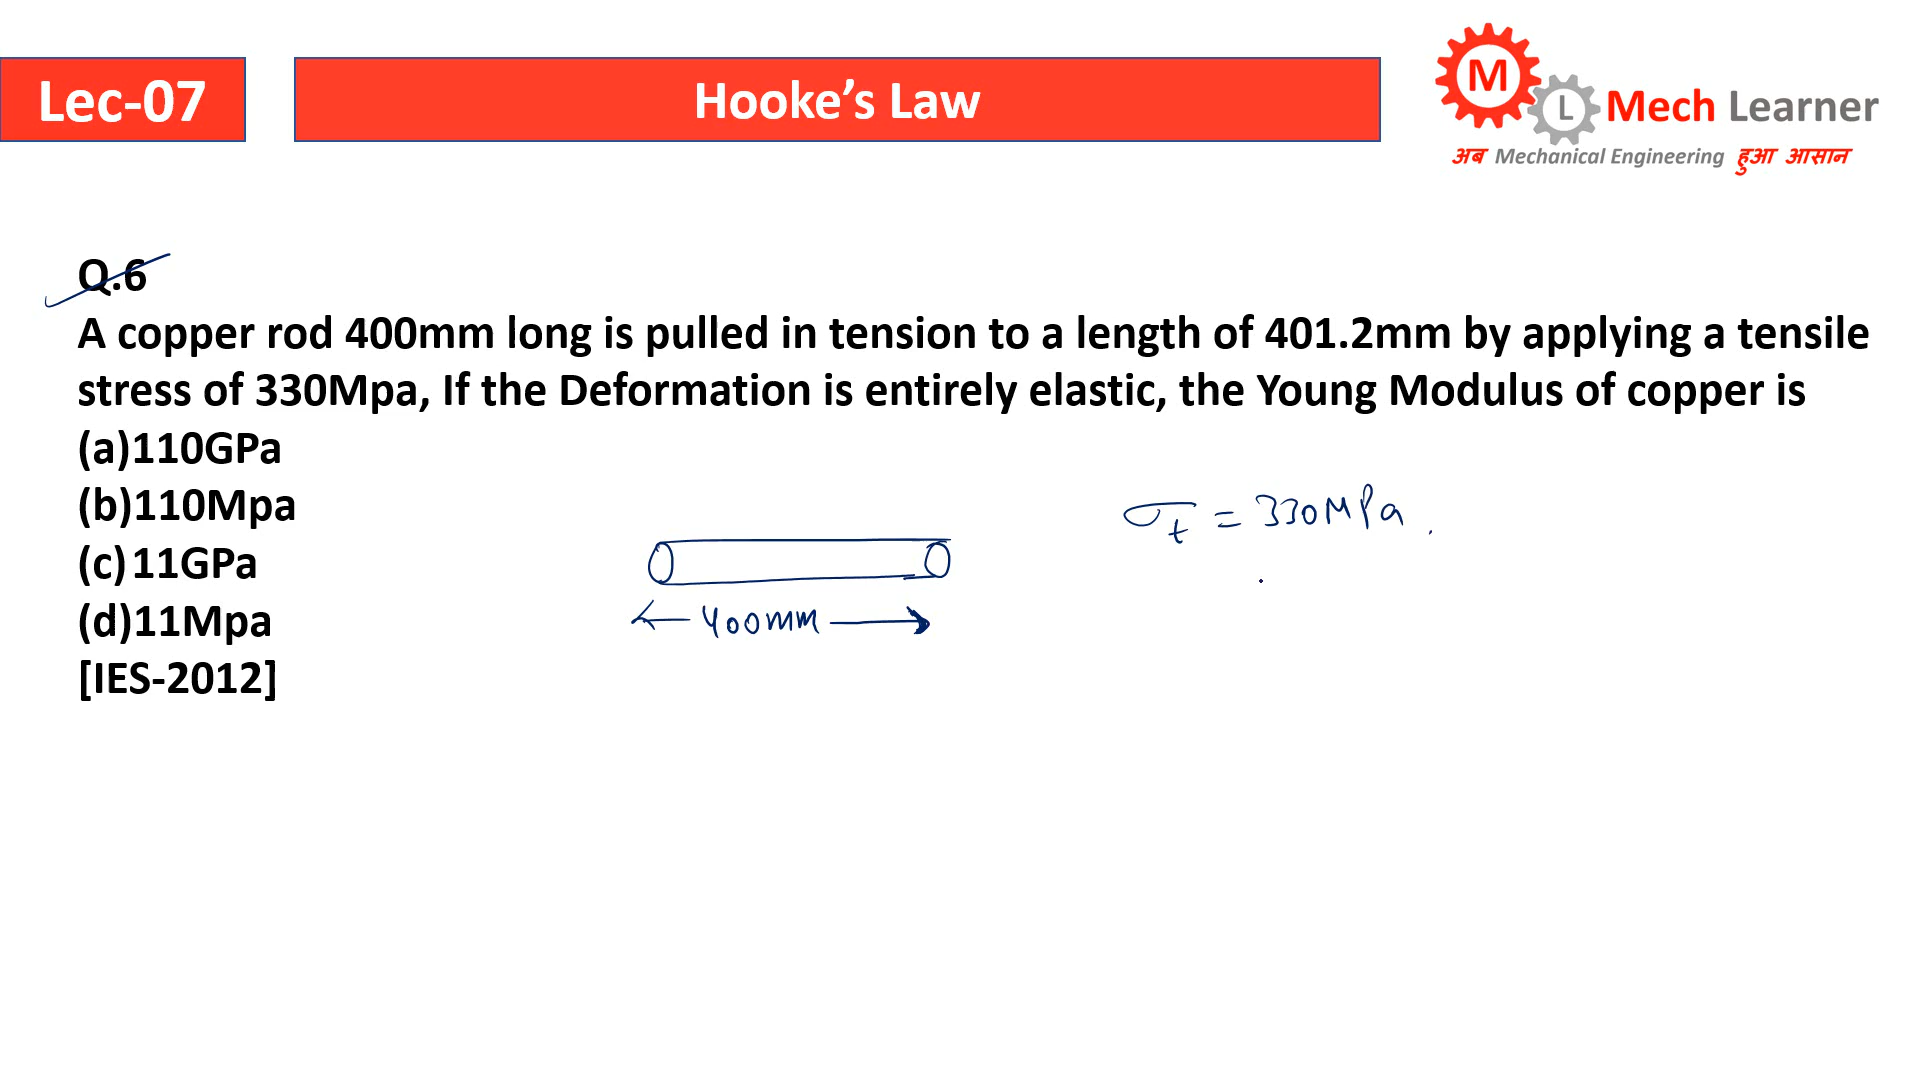 Lec-07
Hooke’s Law
M
L
Mech Learner
अब Mechanical Engineering हुआ आसान
Q.6
A copper rod 400mm long is pulled in tension to a length of 401.2mm by applying a tensile
stress of 330Mpa, If the Deformation is entirely elastic, the Young Modulus of copper is
(a)110GPa
(b)110Mpa
(c)11GPa
(d)11Mpa
[IES-2012]
σt = 330MPa
400mm